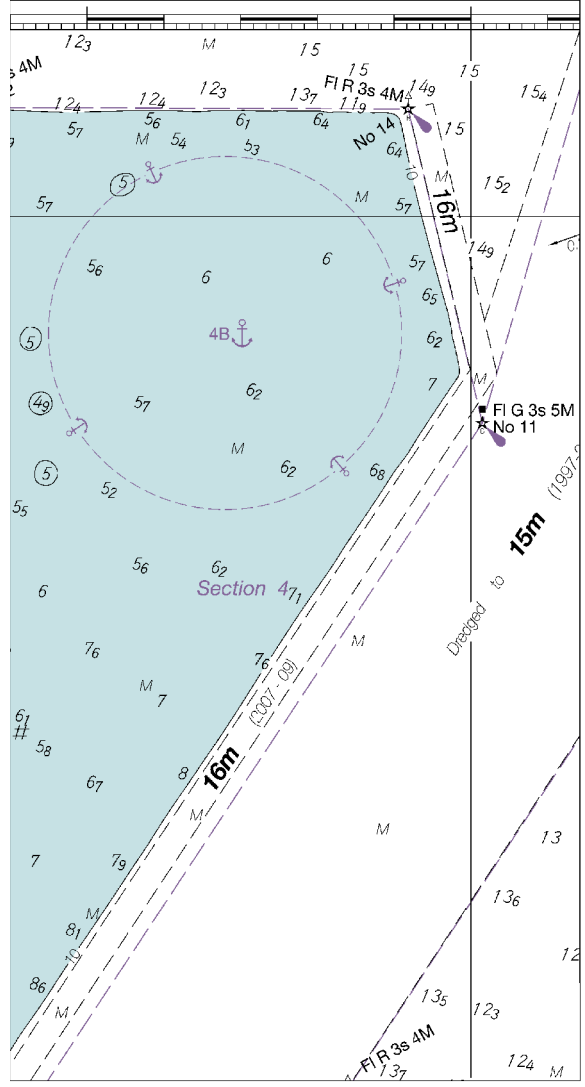 12₃ M 15
s 4M 15 15
Fl R 3s 4M 14₉
12₄ 12₄ 12₃ 13₇ 11₉ 15₄
5₇ 5₆ 6₁ 6₄ No 14 15
M 5₄ 5₃ 6₄
10
5 M M 15₂
5₇ 5₇ 16m
14₉
5₆ 6 6 5₇
6₅
4B
5 6₂
M
7
4₉ 5₇ 6₂ Fl G 3s 5M
No 11
M
5 5₂ 6₂ 6₈
5₅ 15m
5₆ 6₂
6 Section 4 7₁ Dredged to
7₆ M
7₆ (2007 - 09)
M 7
6₁
#
5₈
6₇ 8 16m
M M
7 7₉ 13
M 13₆
8₁
10
8₆ 13₅ 12₃
M
Fl R 3s 4M
13₇ 12₄ M